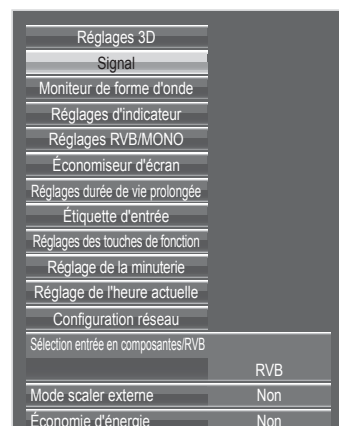 Réglages 3D
Signal
Moniteur de forme d'onde
Réglages d'indicateur
Réglages RVB/MONO
Économiseur d'écran
Réglages durée de vie prolongée
Étiquette d'entrée
Réglages des touches de fonction
Réglage de la minuterie
Réglage de l'heure actuelle
Configuration réseau
Sélection entrée en composantes/RVB
RVB
Mode scaler externe Non
Économie d'énergie Non